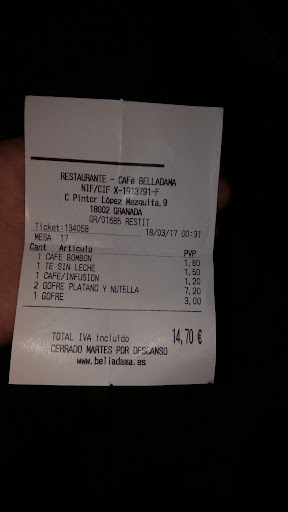 RESTAURANTE - CAFé BELLADAMA
NIF/CIF X-1913791-F
C Pintor López Mezquita,9
18002 GRANADA
GR/01685 RESTIT
Ticket:134058 18/03/17 00:31
MESA 17
Cant Artículo PVP
1 CAFE BOMBON 1,80
1 TE SIN LECHE 1,50
1 CAFE/INFUSION 1,20
2 GOFRE PLATANO Y NUTELLA 7,20
1 GOFRE 3,00
TOTAL IVA incluido 14,70 €
CERRADO MARTES POR DESCANSO
www.belladama.es